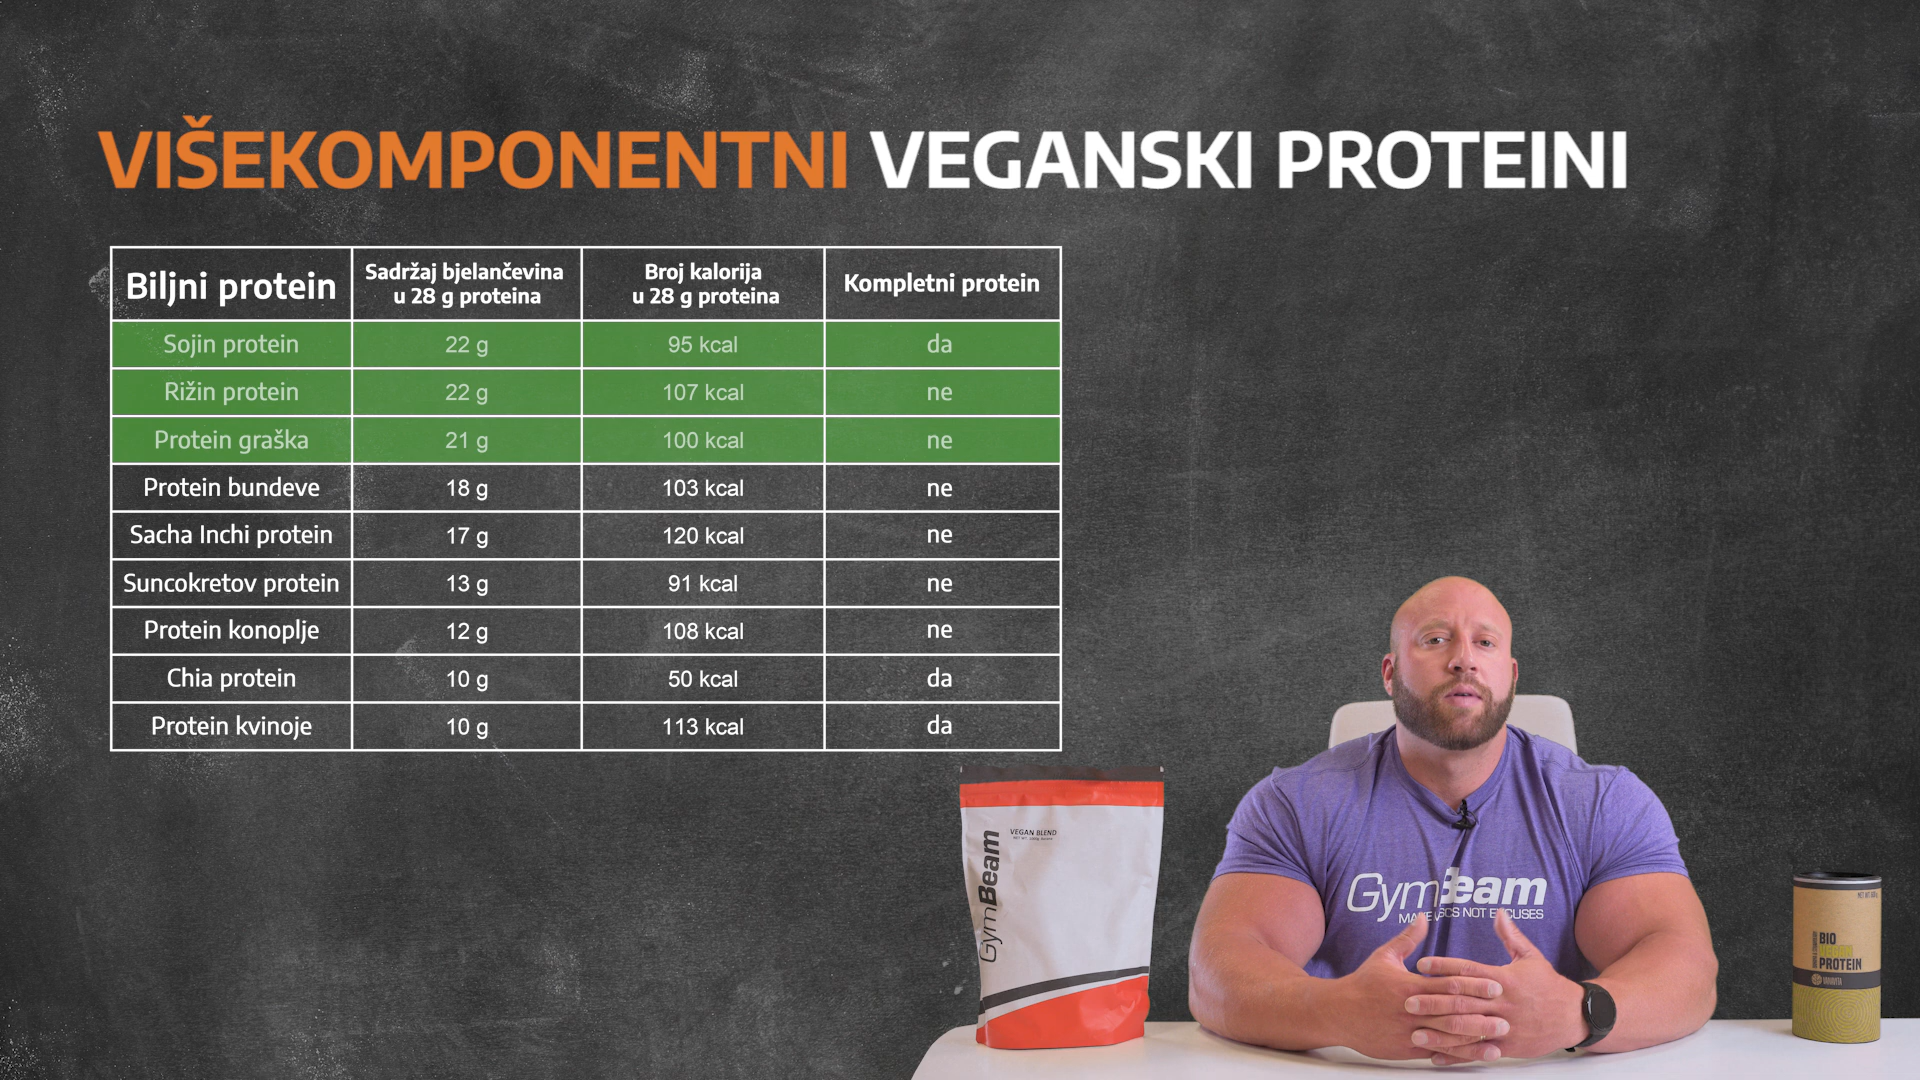 VIŠEKOMPONENTNI VEGANSKI PROTEINI
Biljni protein
Sadržaj bjelančevina
u 28 g proteina
Broj kalorija
u 28 g proteina
Kompletni protein
Sojin protein 22 g 95 kcal da
Rižin protein 22 g 107 kcal ne
Protein graška 21 g 100 kcal ne
Protein bundeve 18 g 103 kcal ne
Sacha Inchi protein 17 g 120 kcal ne
Suncokretov protein 13 g 91 kcal ne
Protein konoplje 12 g 108 kcal ne
Chia protein 10 g 50 kcal da
Protein kvinoje 10 g 113 kcal da
VEGAN BLEND
GymBeam
GymBeam
NOT
BIO
PROTEIN